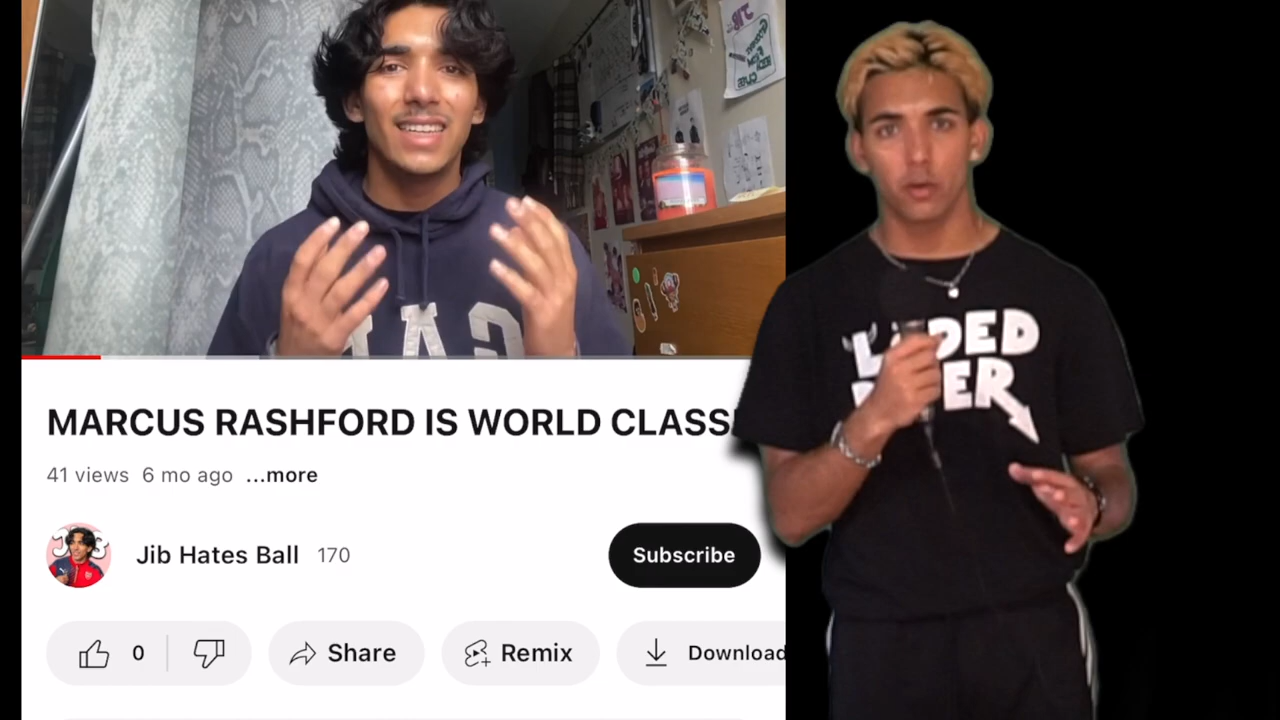 GAP
MARCUS RASHFORD IS WORLD CLASS
41 views 6 mo ago ...more
Jib Hates Ball 170
Subscribe
0 Share Remix Download